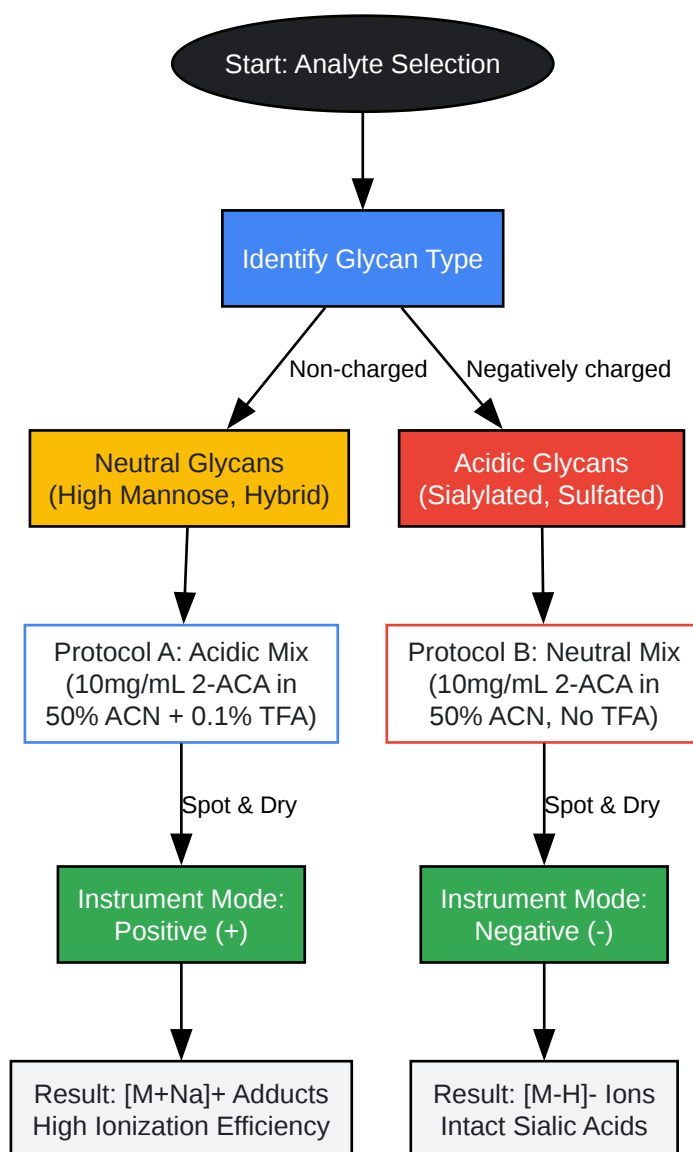 Start: Analyte Selection
Identify Glycan Type
Non-charged
Negatively charged
Neutral Glycans
(High Mannose, Hybrid)
Acidic Glycans
(Sialylated, Sulfated)
Protocol A: Acidic Mix
(10mg/mL 2-ACA in
50% ACN + 0.1% TFA)
Protocol B: Neutral Mix
(10mg/mL 2-ACA in
50% ACN, No TFA)
Spot & Dry
Spot & Dry
Instrument Mode:
Positive (+)
Instrument Mode:
Negative (-)
Result: [M+Na]+ Adducts
High Ionization Efficiency
Result: [M-H]- Ions
Intact Sialic Acids